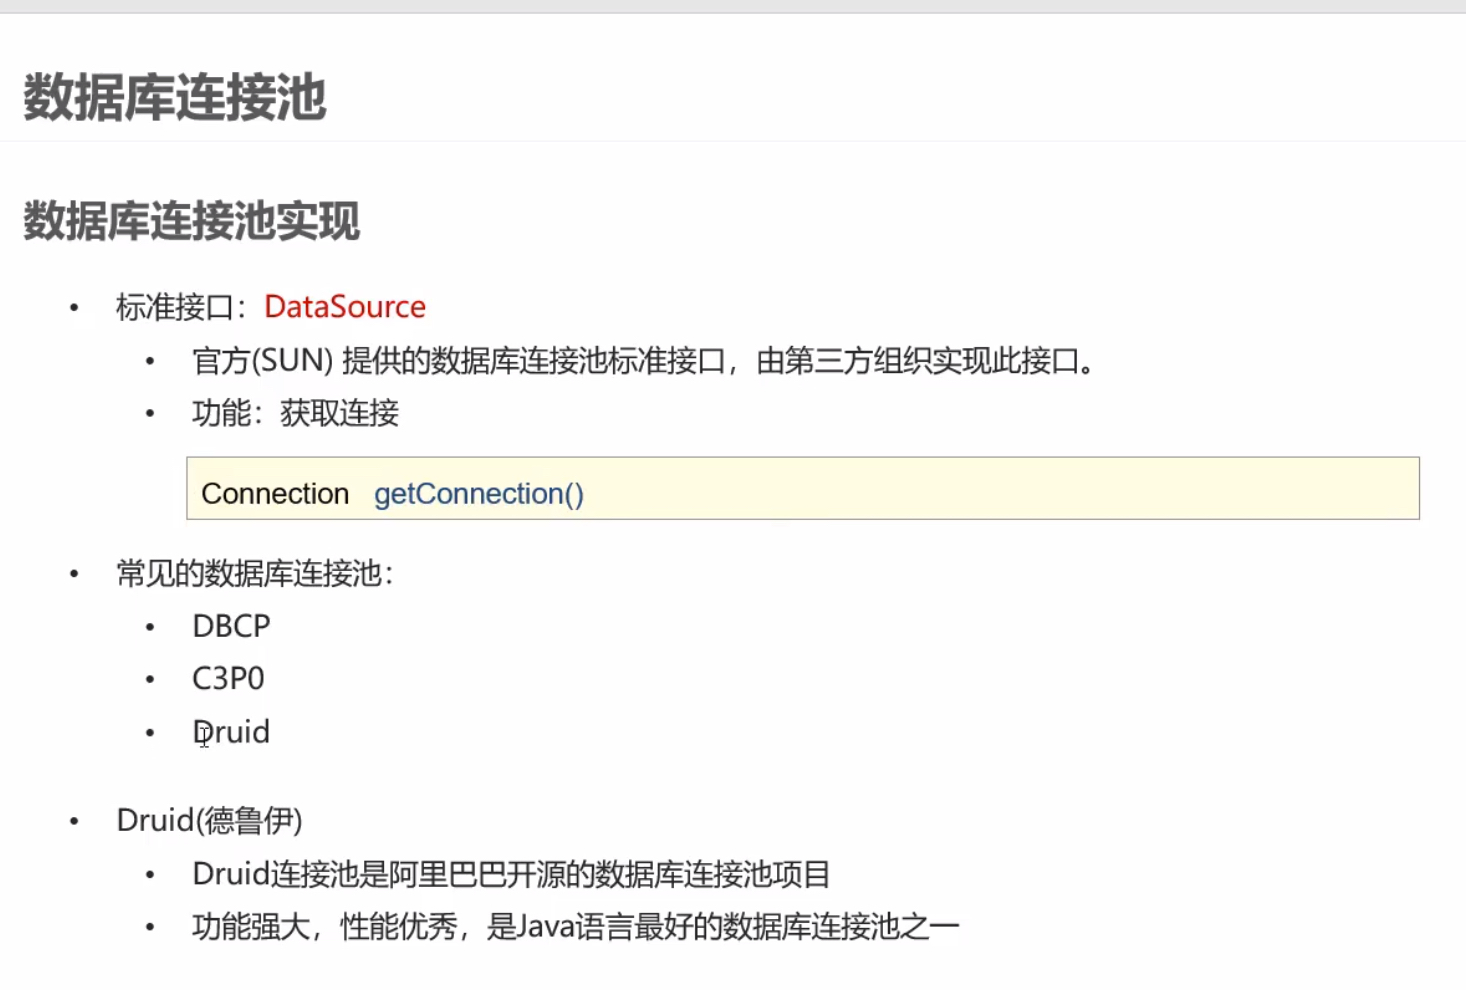 数据库连接池
数据库连接池实现
• 标准接口：DataSource
• 官方(SUN) 提供的数据库连接池标准接口，由第三方组织实现此接口。
• 功能：获取连接
Connection getConnection()
• 常见的数据库连接池：
• DBCP
• C3P0
• Druid
• Druid(德鲁伊)
• Druid连接池是阿里巴巴开源的数据库连接池项目
• 功能强大，性能优秀，是Java语言最好的数据库连接池之一